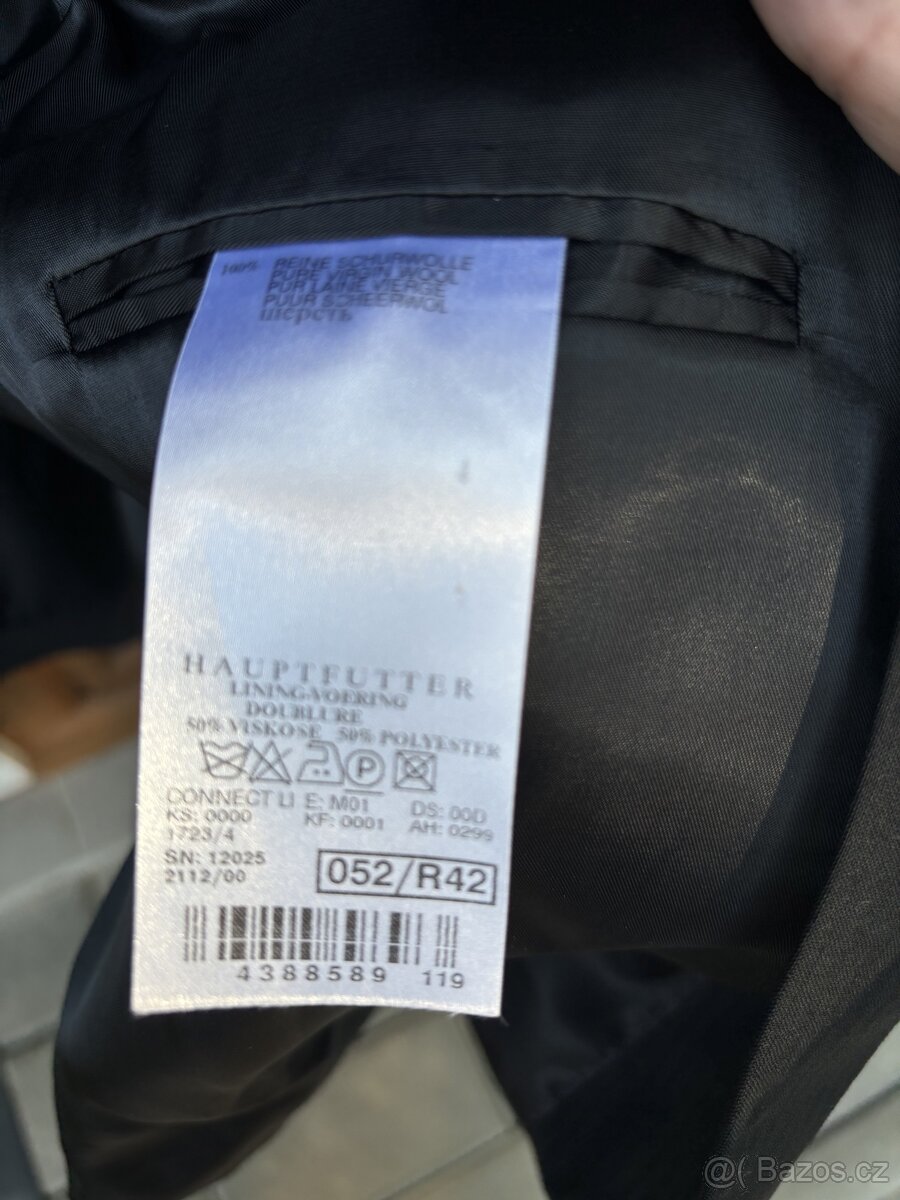 100% REINE SCHURWOLLE
PURE VIRGIN WOOL
PUR LAINE VIERGE
PUUR SCHEERWOL
шерсть
HAUPTFUTTER
LINING-VOERING
DOUBLURE
50% VISKOSE 50% POLYESTER
P
CONNECT LI E: M01 DS: 00D
KS: 0000 KF: 0001 AH: 0299
1723/4
SN: 12025
2112/00
052/R42
4388589 119
@( Bazos.cz